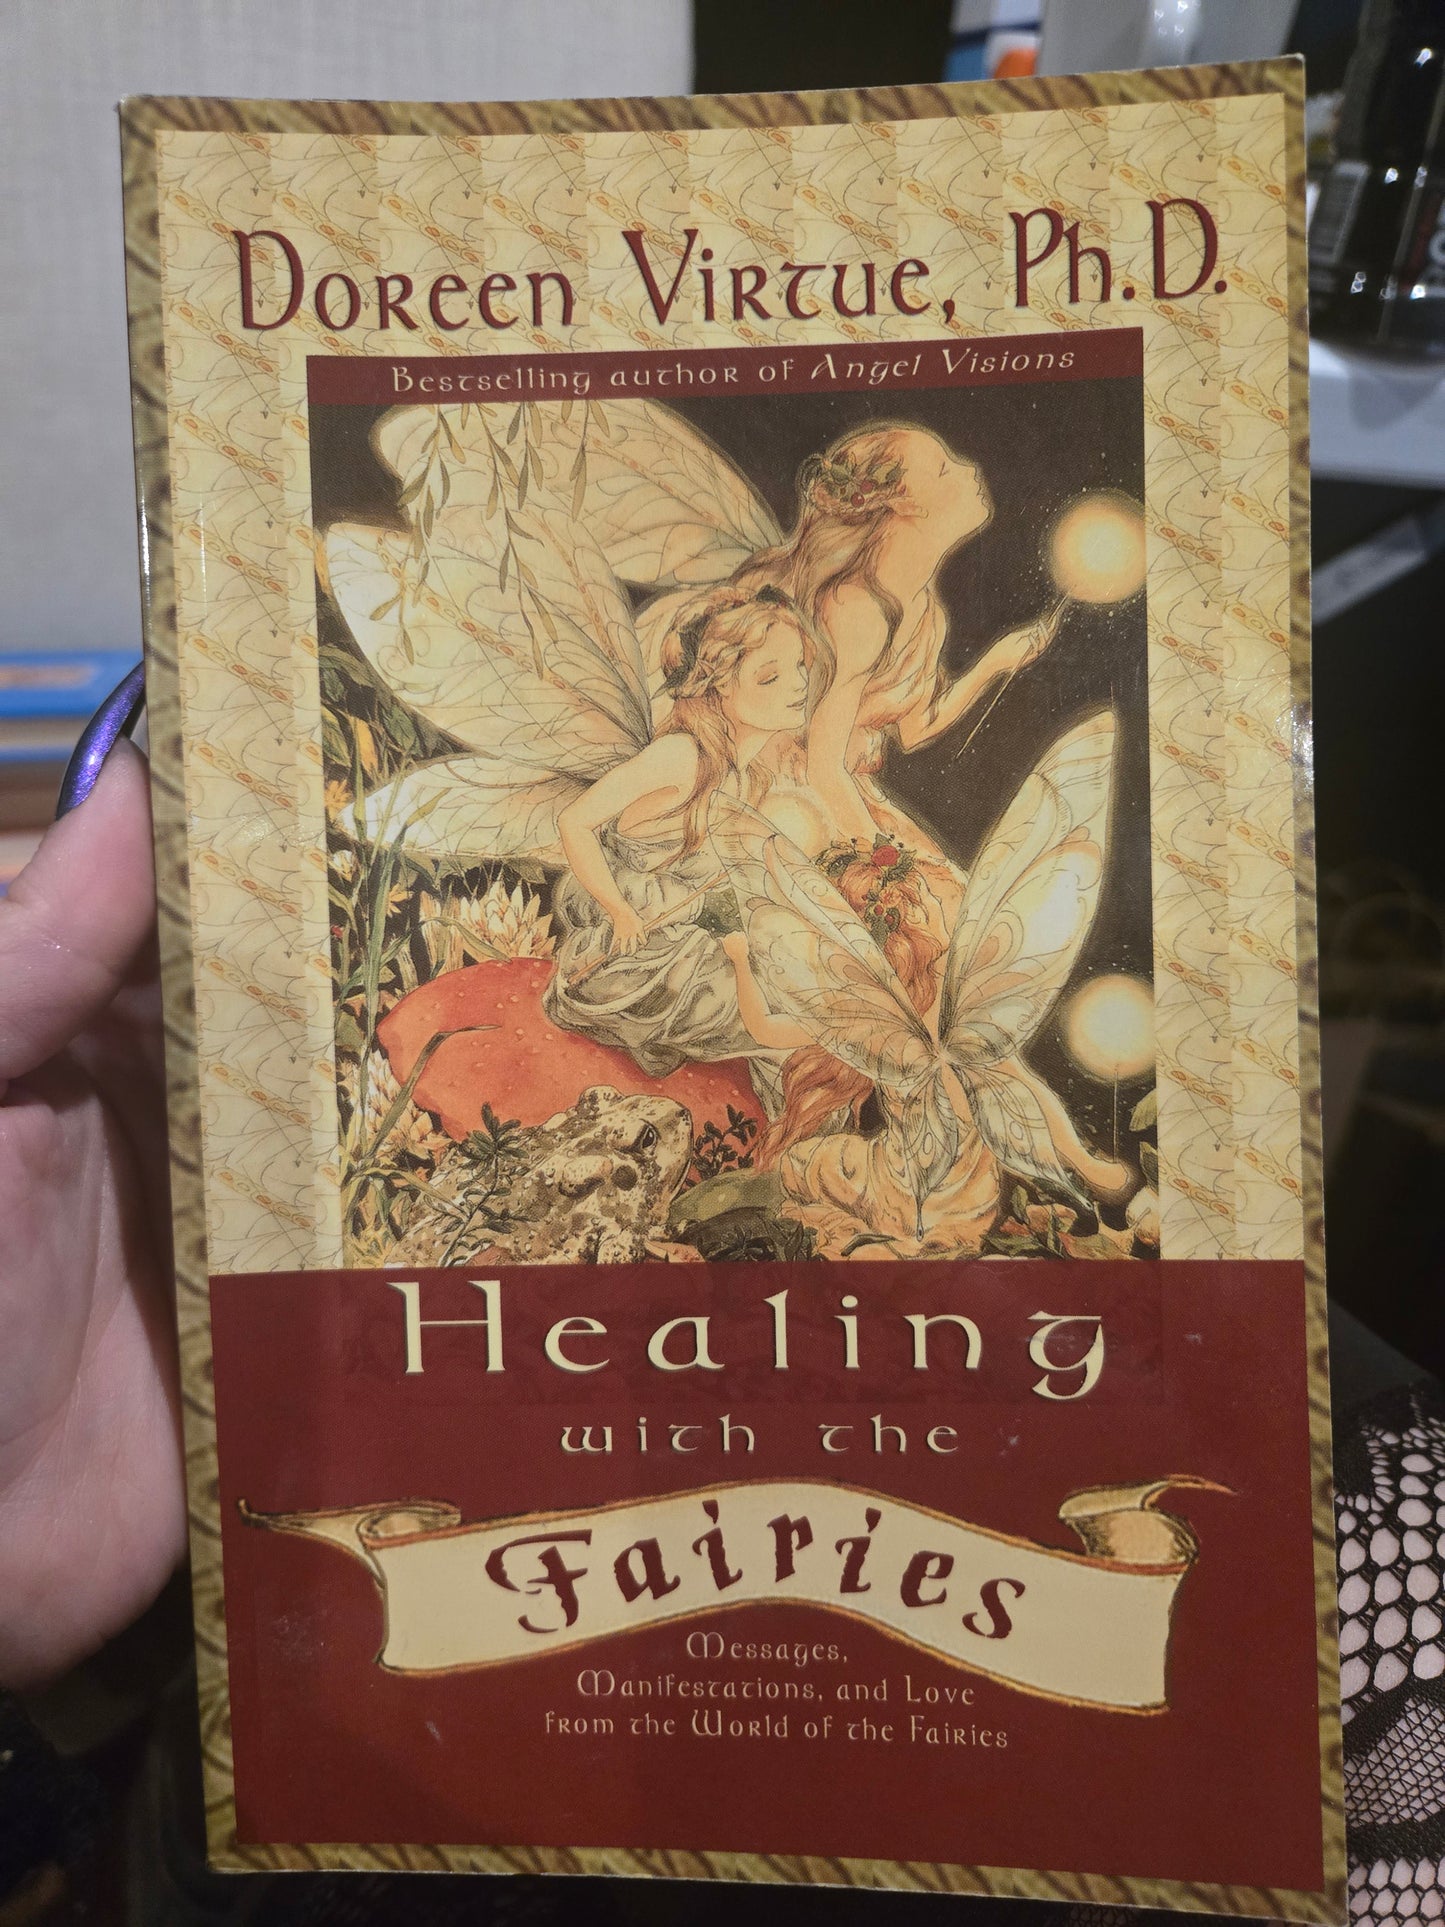 Doreen Virtue, Ph.D.
Bestselling author of Angel Visions
Healing
with the
Fairies
Messages,
Manifestations, and Love
from the World of the Fairies